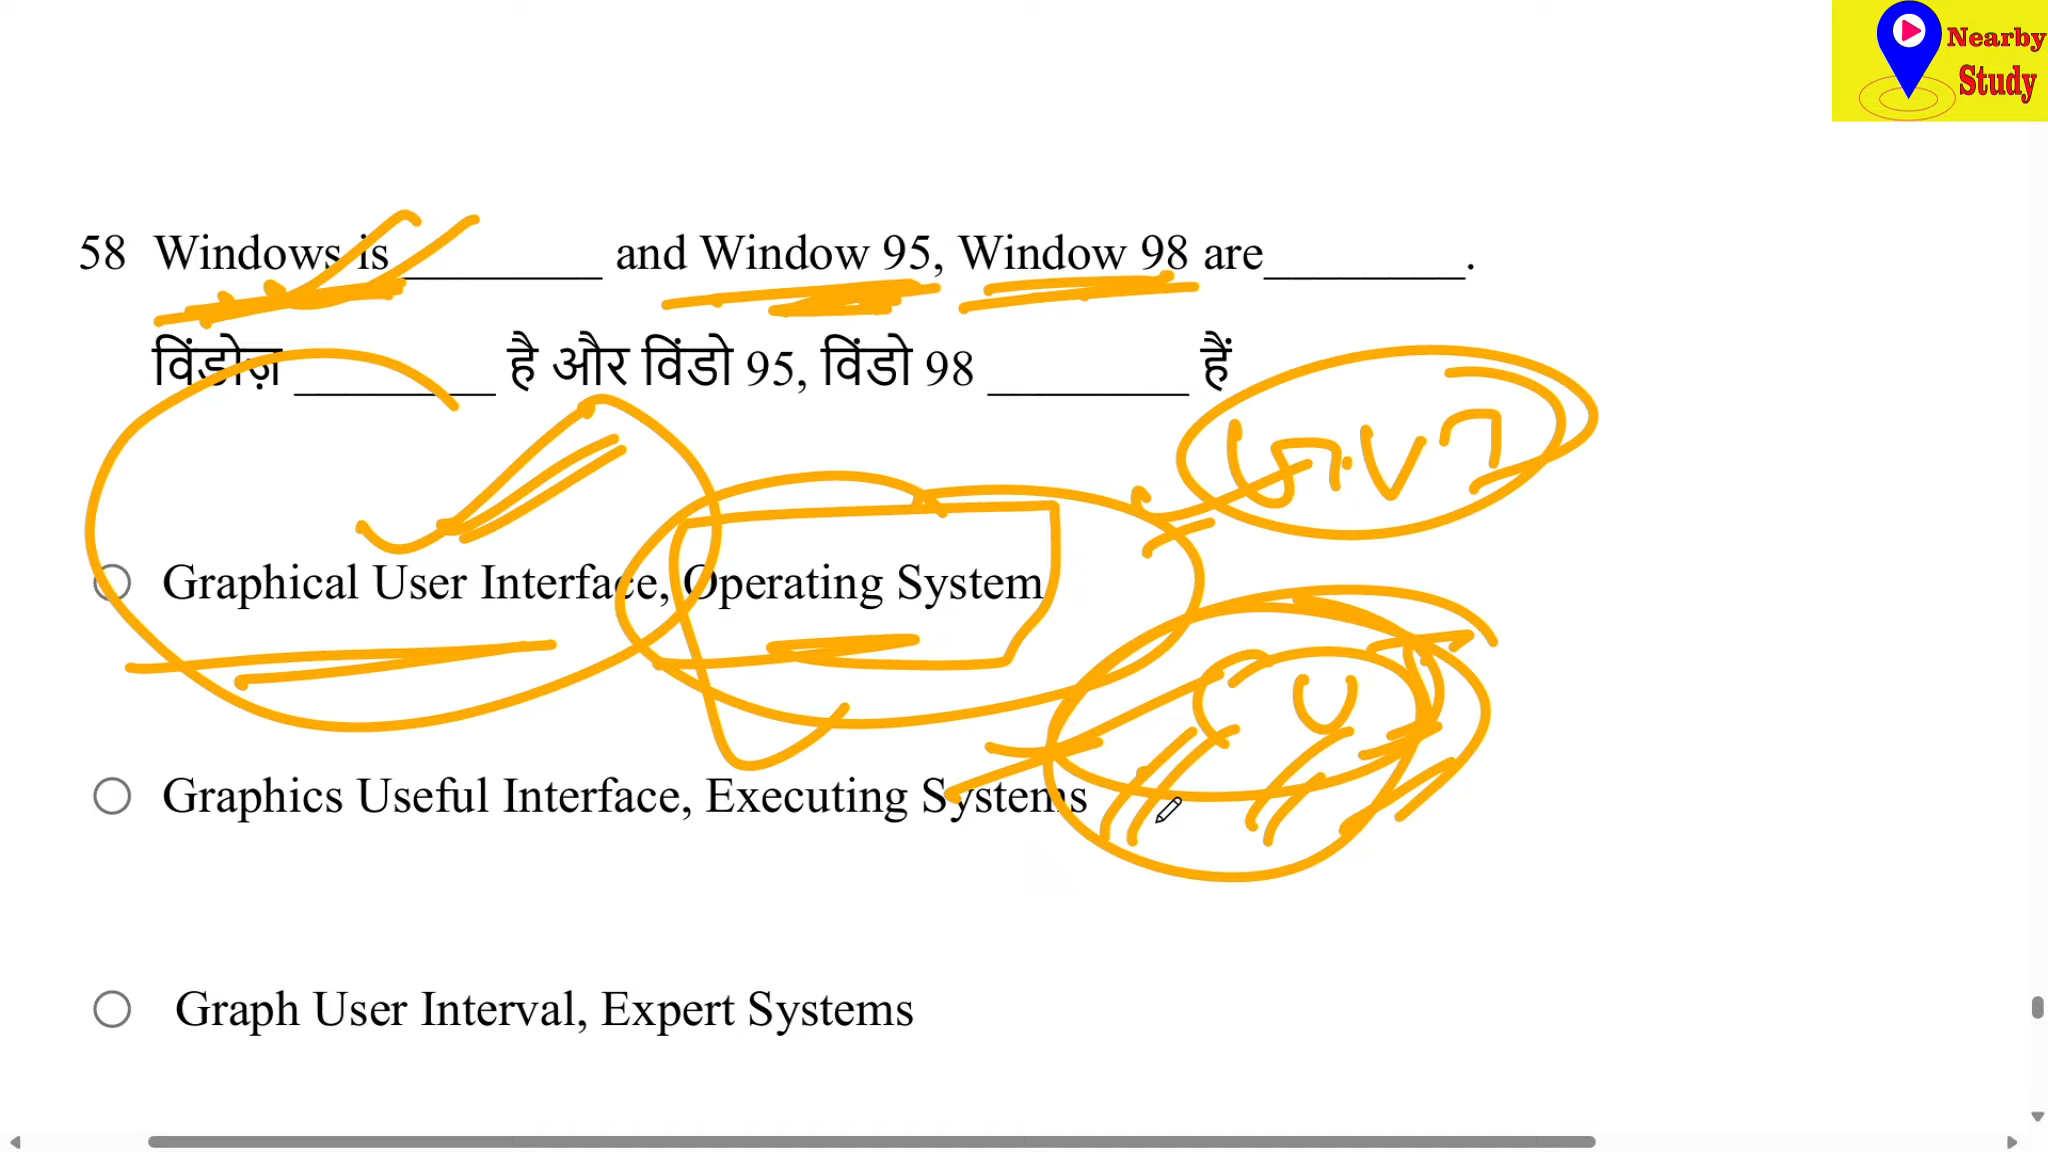 Nearby
Study
58 Windows is ________ and Window 95, Window 98 are________.
विंडोज़ ________ है और विंडो 95, विंडो 98 ________ हैं
Graphical User Interface, Operating System
Graphics Useful Interface, Executing Systems
Graph User Interval, Expert Systems